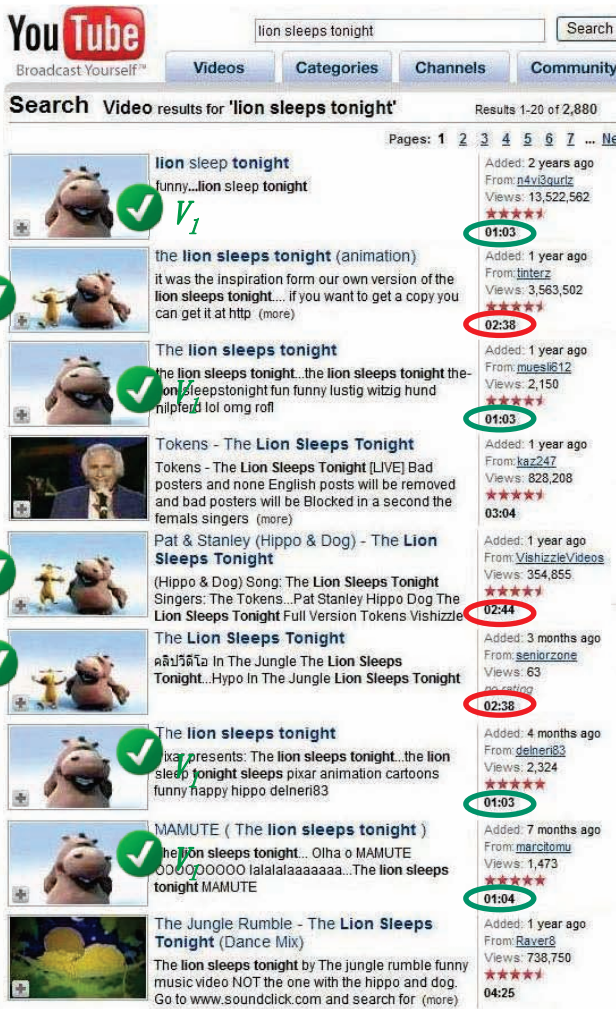 You Tube
Broadcast Yourself™
lion sleeps tonight
Search
Videos
Categories
Channels
Community
Search Video results for 'lion sleeps tonight'
Results 1-20 of 2,880
Pages: 1 2 3 4 5 6 7 ...
lion sleep tonight
funny...lion sleep tonight
V1
Added: 2 years ago
From: n4vi3qurlz
Views: 13,522,562
01:03
the lion sleeps tonight (animation)
it was the inspiration form our own version of the
lion sleeps tonight.... if you want to get a copy you
can get it at http (more)
Added: 1 year ago
From: tinterz
Views: 3,563,502
02:38
The lion sleeps tonight
the lion sleeps tonight...the lion sleeps tonight the-
lionsleepstonight fun funny lustig witzig hund
nilpferd lol omg rofl
V1
Added: 1 year ago
From: muesli612
Views: 2,150
01:03
Tokens - The Lion Sleeps Tonight
Tokens - The Lion Sleeps Tonight [LIVE] Bad
posters and none English posts will be removed
and bad posters will be Blocked in a second the
femals singers (more)
Added: 1 year ago
From: kaz247
Views: 828,208
03:04
Pat & Stanley (Hippo & Dog) - The Lion
Sleeps Tonight
(Hippo & Dog) Song: The Lion Sleeps Tonight
Singers: The Tokens...Pat Stanley Hippo Dog The
Lion Sleeps Tonight Full Version Tokens Vishizzle
Added: 1 year ago
From: VishizzleVideos
Views: 354,855
02:44
The Lion Sleeps Tonight
คลิปวีดีโอ In The Jungle The Lion Sleeps
Tonight...Hypo In The Jungle Lion Sleeps Tonight
Added: 3 months ago
From: seniorzone
Views: 63
no rating
02:38
The lion sleeps tonight
Pixar presents: The lion sleeps tonight...the lion
sleep tonight sleeps pixar animation cartoons
funny happy hippo delneri83
V1
Added: 4 months ago
From: delneri83
Views: 2,324
01:03
MAMUTE ( The lion sleeps tonight )
The lion sleeps tonight... Olha o MAMUTE
lalalalaaaaaaa...The lion sleeps
tonight MAMUTE
V1
Added: 7 months ago
From: marcitomu
Views: 1,473
01:04
The Jungle Rumble - The Lion Sleeps
Tonight (Dance Mix)
The lion sleeps tonight by The jungle rumble funny
music video NOT the one with the hippo and dog.
Go to www.soundclick.com and search for (more)
Added: 1 year ago
From: Raver8
Views: 738,750
04:25